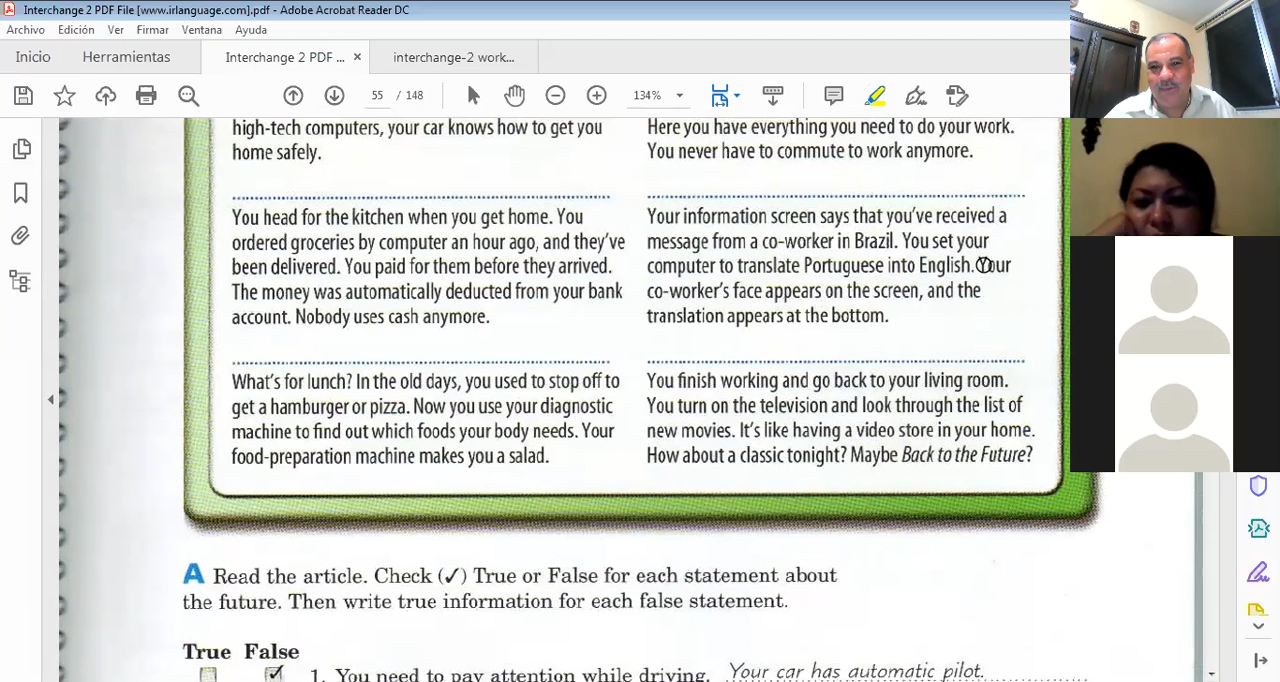 Interchange 2 PDF File [www.irlanguage.com].pdf - Adobe Acrobat Reader DC
Archivo Edición Ver Firmar Ventana Ayuda
Inicio Herramientas Interchange 2 PDF ... × interchange-2 work...
55 / 148 134%
high-tech computers, your car knows how to get you
home safely.
You head for the kitchen when you get home. You
ordered groceries by computer an hour ago, and they've
been delivered. You paid for them before they arrived.
The money was automatically deducted from your bank
account. Nobody uses cash anymore.
What's for lunch? In the old days, you used to stop off to
get a hamburger or pizza. Now you use your diagnostic
machine to find out which foods your body needs. Your
food-preparation machine makes you a salad.
Here you have everything you need to do your work.
You never have to commute to work anymore.
Your information screen says that you've received a
message from a co-worker in Brazil. You set your
computer to translate Portuguese into English. Your
co-worker's face appears on the screen, and the
translation appears at the bottom.
You finish working and go back to your living room.
You turn on the television and look through the list of
new movies. It's like having a video store in your home.
How about a classic tonight? Maybe Back to the Future?
A Read the article. Check (✓) True or False for each statement about
the future. Then write true information for each false statement.
True False
1. You need to pay attention while driving. Your car has automatic pilot.